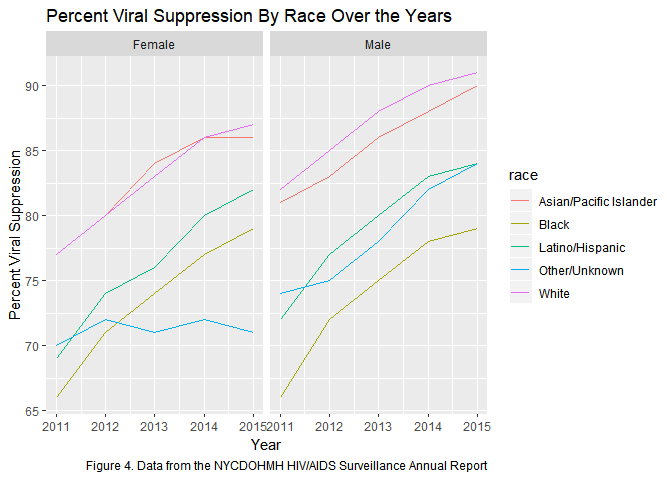 Percent Viral Suppression By Race Over the Years
Female
Male
Percent Viral Suppression
90
85
80
75
70
65
2011 2012 2013 2014 2015
2011 2012 2013 2014 2015
Year
race
Asian/Pacific Islander
Black
Latino/Hispanic
Other/Unknown
White
Figure 4. Data from the NYCDOHMH HIV/AIDS Surveillance Annual Report